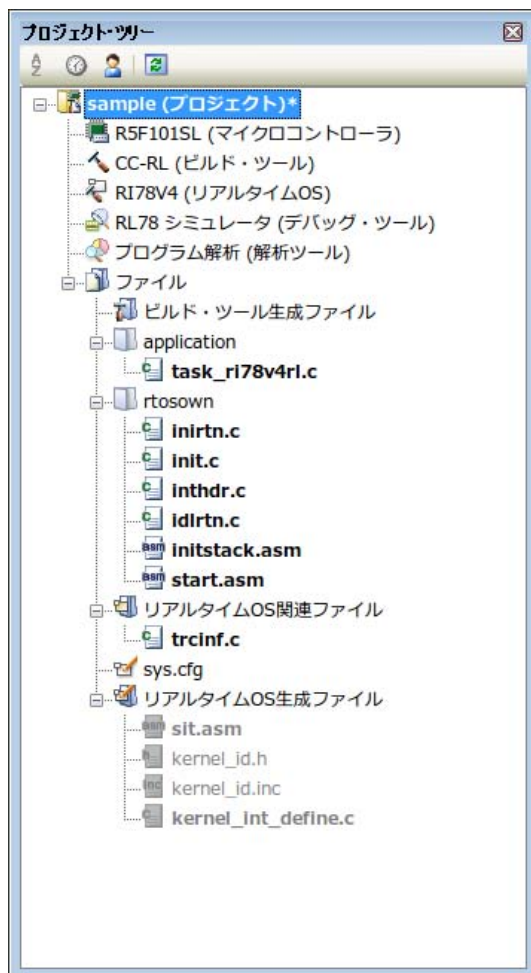 プロジェクト・ツリー
sample (プロジェクト)*
R5F101SL (マイクロコントローラ)
CC-RL (ビルド・ツール)
RI78V4 (リアルタイムOS)
RL78 シミュレータ (デバッグ・ツール)
プログラム解析 (解析ツール)
ファイル
ビルド・ツール生成ファイル
application
task_ri78v4rl.c
rtosown
inirtn.c
init.c
inthdr.c
idlrtn.c
initstack.asm
start.asm
リアルタイムOS関連ファイル
trcinf.c
sys.cfg
リアルタイムOS生成ファイル
sit.asm
kernel_id.h
kernel_id.inc
kernel_int_define.c